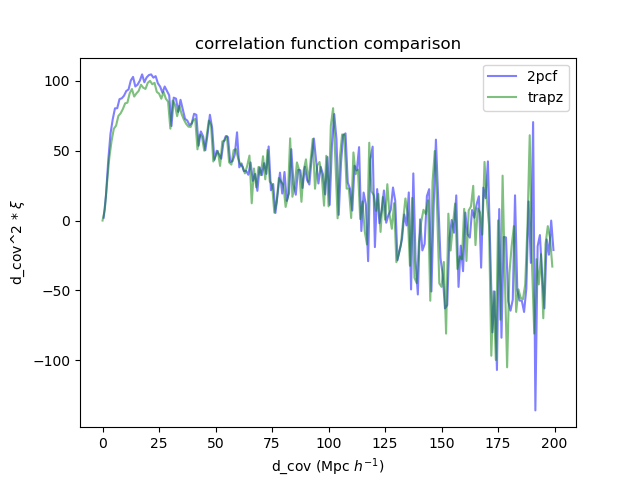 correlation function comparison
2pcf
trapz
100
50
0
−50
−100
d_cov^2 * ξ
0 25 50 75 100 125 150 175 200
d_cov (Mpc h⁻¹)